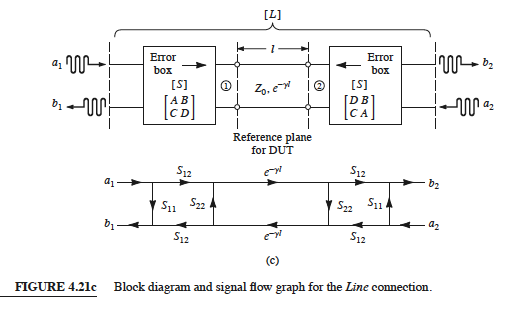 [L]
l
a1
b1
Error
box
[S]
[A B]
[C D]
1
Z0, e−γl
2
Error
box
[S]
[D B]
[C A]
b2
a2
Reference plane
for DUT
a1 S12 e−γl S12 b2
S11 S22 S22 S11
b1 S12 e−γl S12 a2
(c)
FIGURE 4.21c Block diagram and signal flow graph for the Line connection.